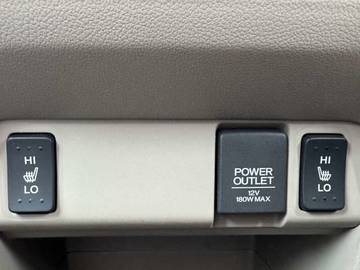 HI
LO
POWER
OUTLET
12V
180W MAX
HI
LO